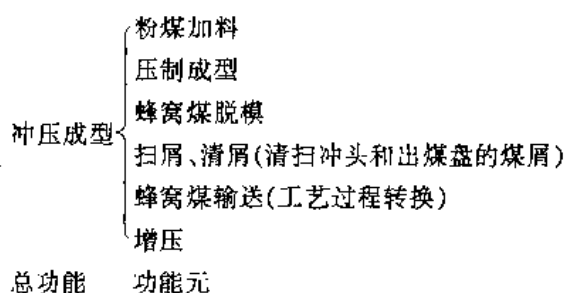 粉煤加料
压制成型
蜂窝煤脱模
冲压成型
扫屑、清屑(清扫冲头和出煤盘的煤屑)
蜂窝煤输送(工艺过程转换)
增压
总功能 功能元